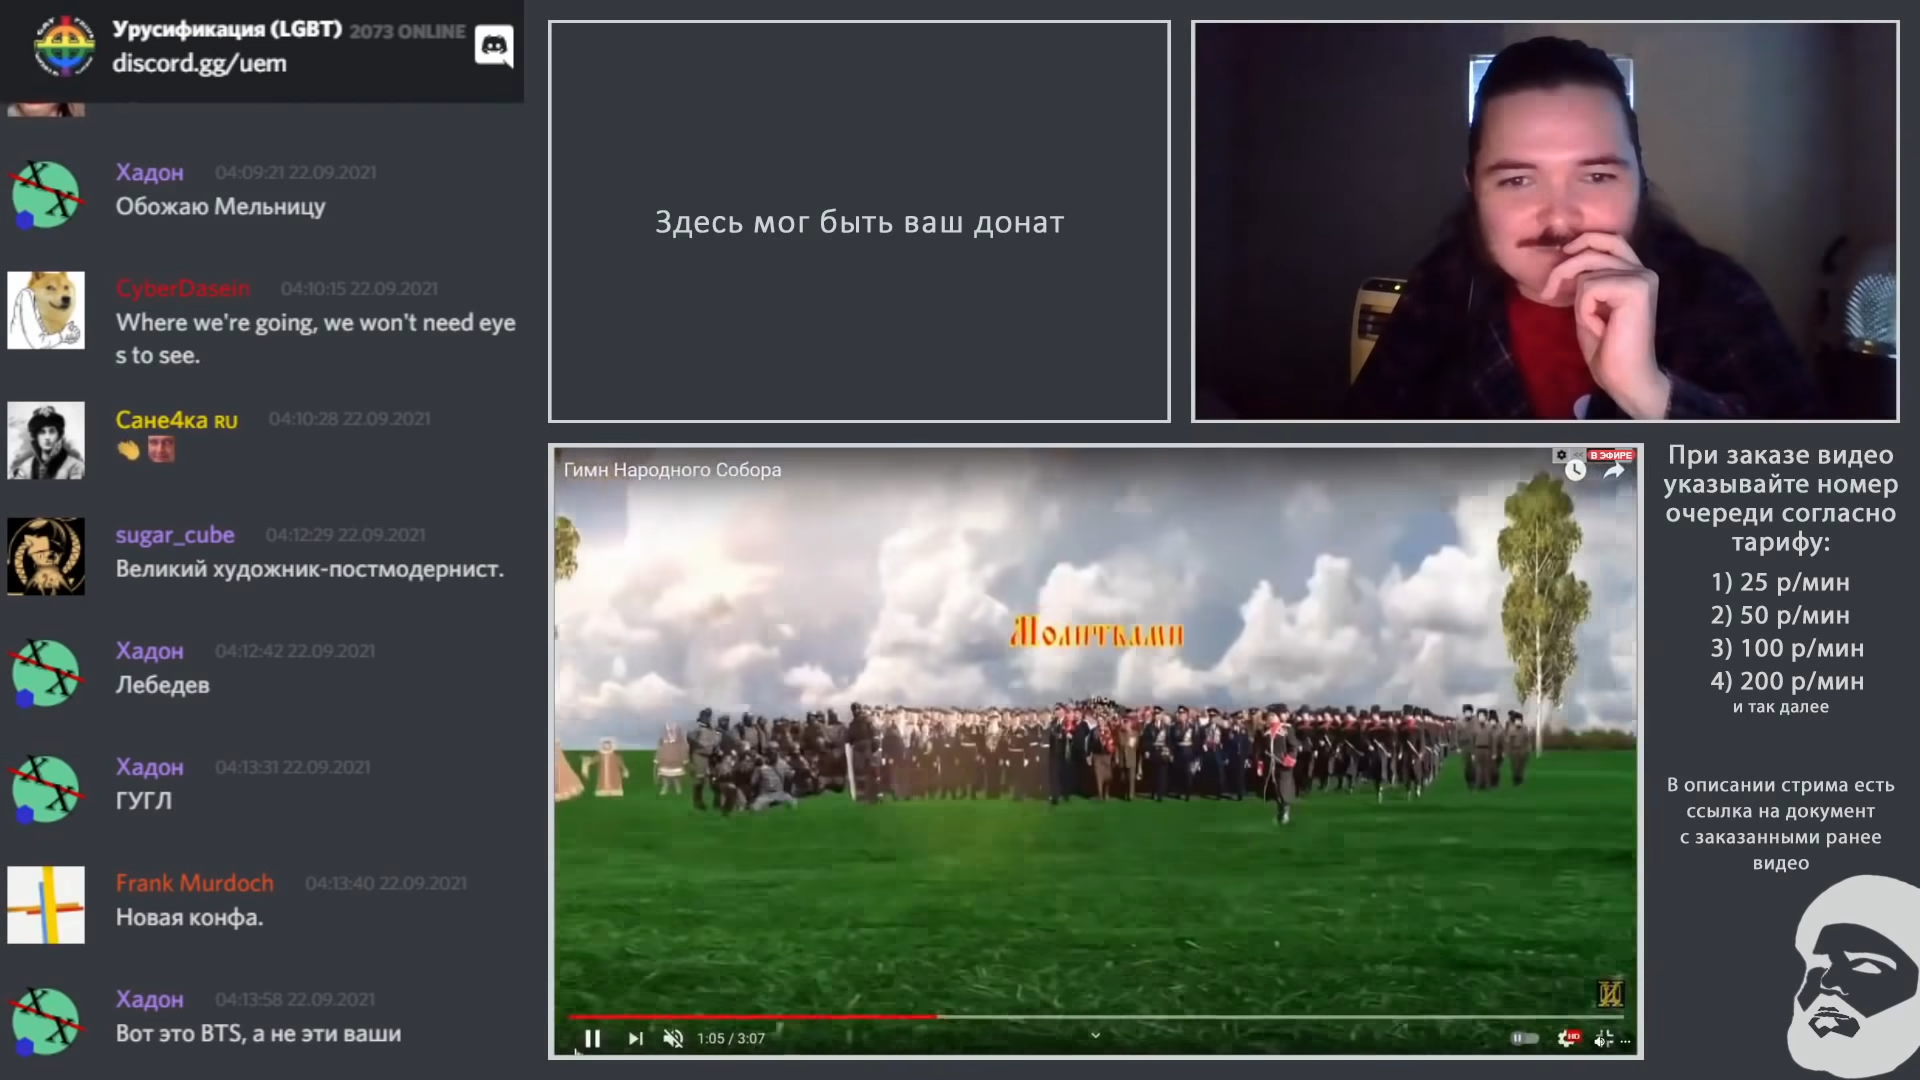 Урусификация (LGBT) 2073 ONLINE
discord.gg/uem
Хадон 04:09:21 22.09.2021
Обожаю Мельницу
CyberDasein 04:10:15 22.09.2021
Where we're going, we won't need eye
s to see.
Сане4ка RU 04:10:28 22.09.2021
sugar_cube 04:12:29 22.09.2021
Великий художник-постмодернист.
Хадон 04:12:42 22.09.2021
Лебедев
Хадон 04:13:31 22.09.2021
ГУГЛ
Frank Murdoch 04:13:40 22.09.2021
Новая конфа.
Хадон 04:13:58 22.09.2021
Вот это BTS, а не эти ваши
Здесь мог быть ваш донат
Гимн Народного Собора
В ЭФИРЕ
Молитвами
1:05 / 3:07
HD
При заказе видео
указывайте номер
очереди согласно
тарифу:
1) 25 р/мин
2) 50 р/мин
3) 100 р/мин
4) 200 р/мин
и так далее
В описании стрима есть
ссылка на документ
с заказанными ранее
видео